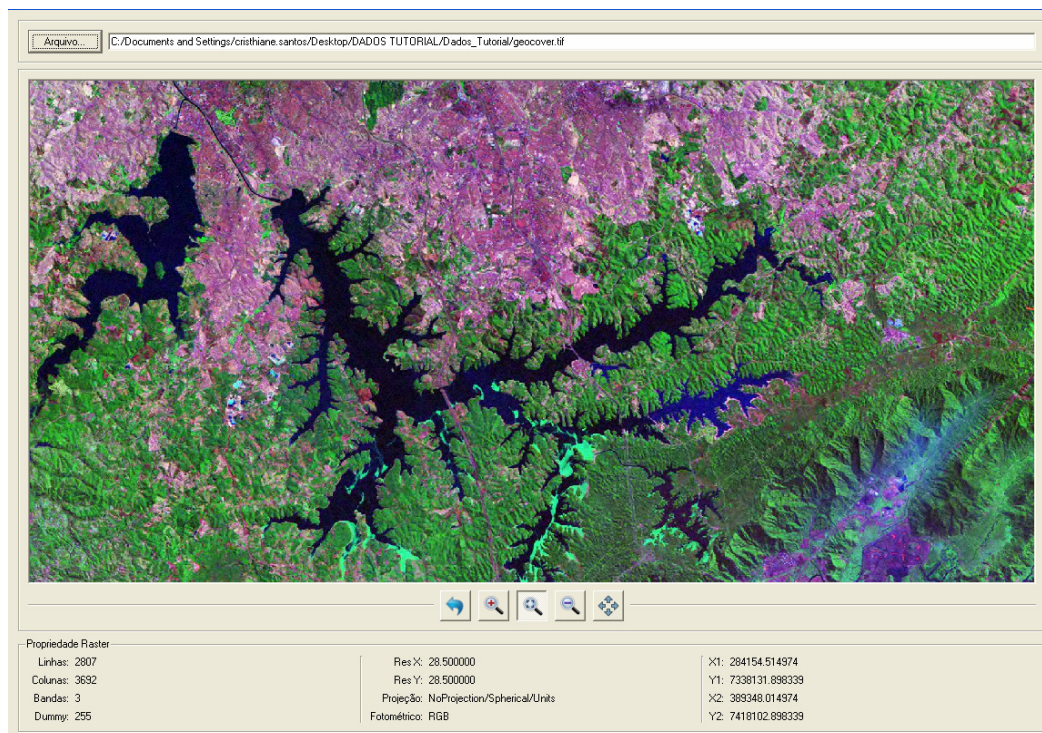 Arquivo... C:/Documents and Settings/cristhiane.santos/Desktop/DADOS TUTORIAL/Dados_Tutorial/geocover.tif
Propriedade Raster
Linhas: 2807
Colunas: 3692
Bandas: 3
Dummy: 255
Res X: 28.500000
Res Y: 28.500000
Projeção: NoProjection/Spherical/Units
Fotométrico: RGB
X1: 284154.514974
Y1: 7338131.898339
X2: 389348.014974
Y2: 7418102.898339